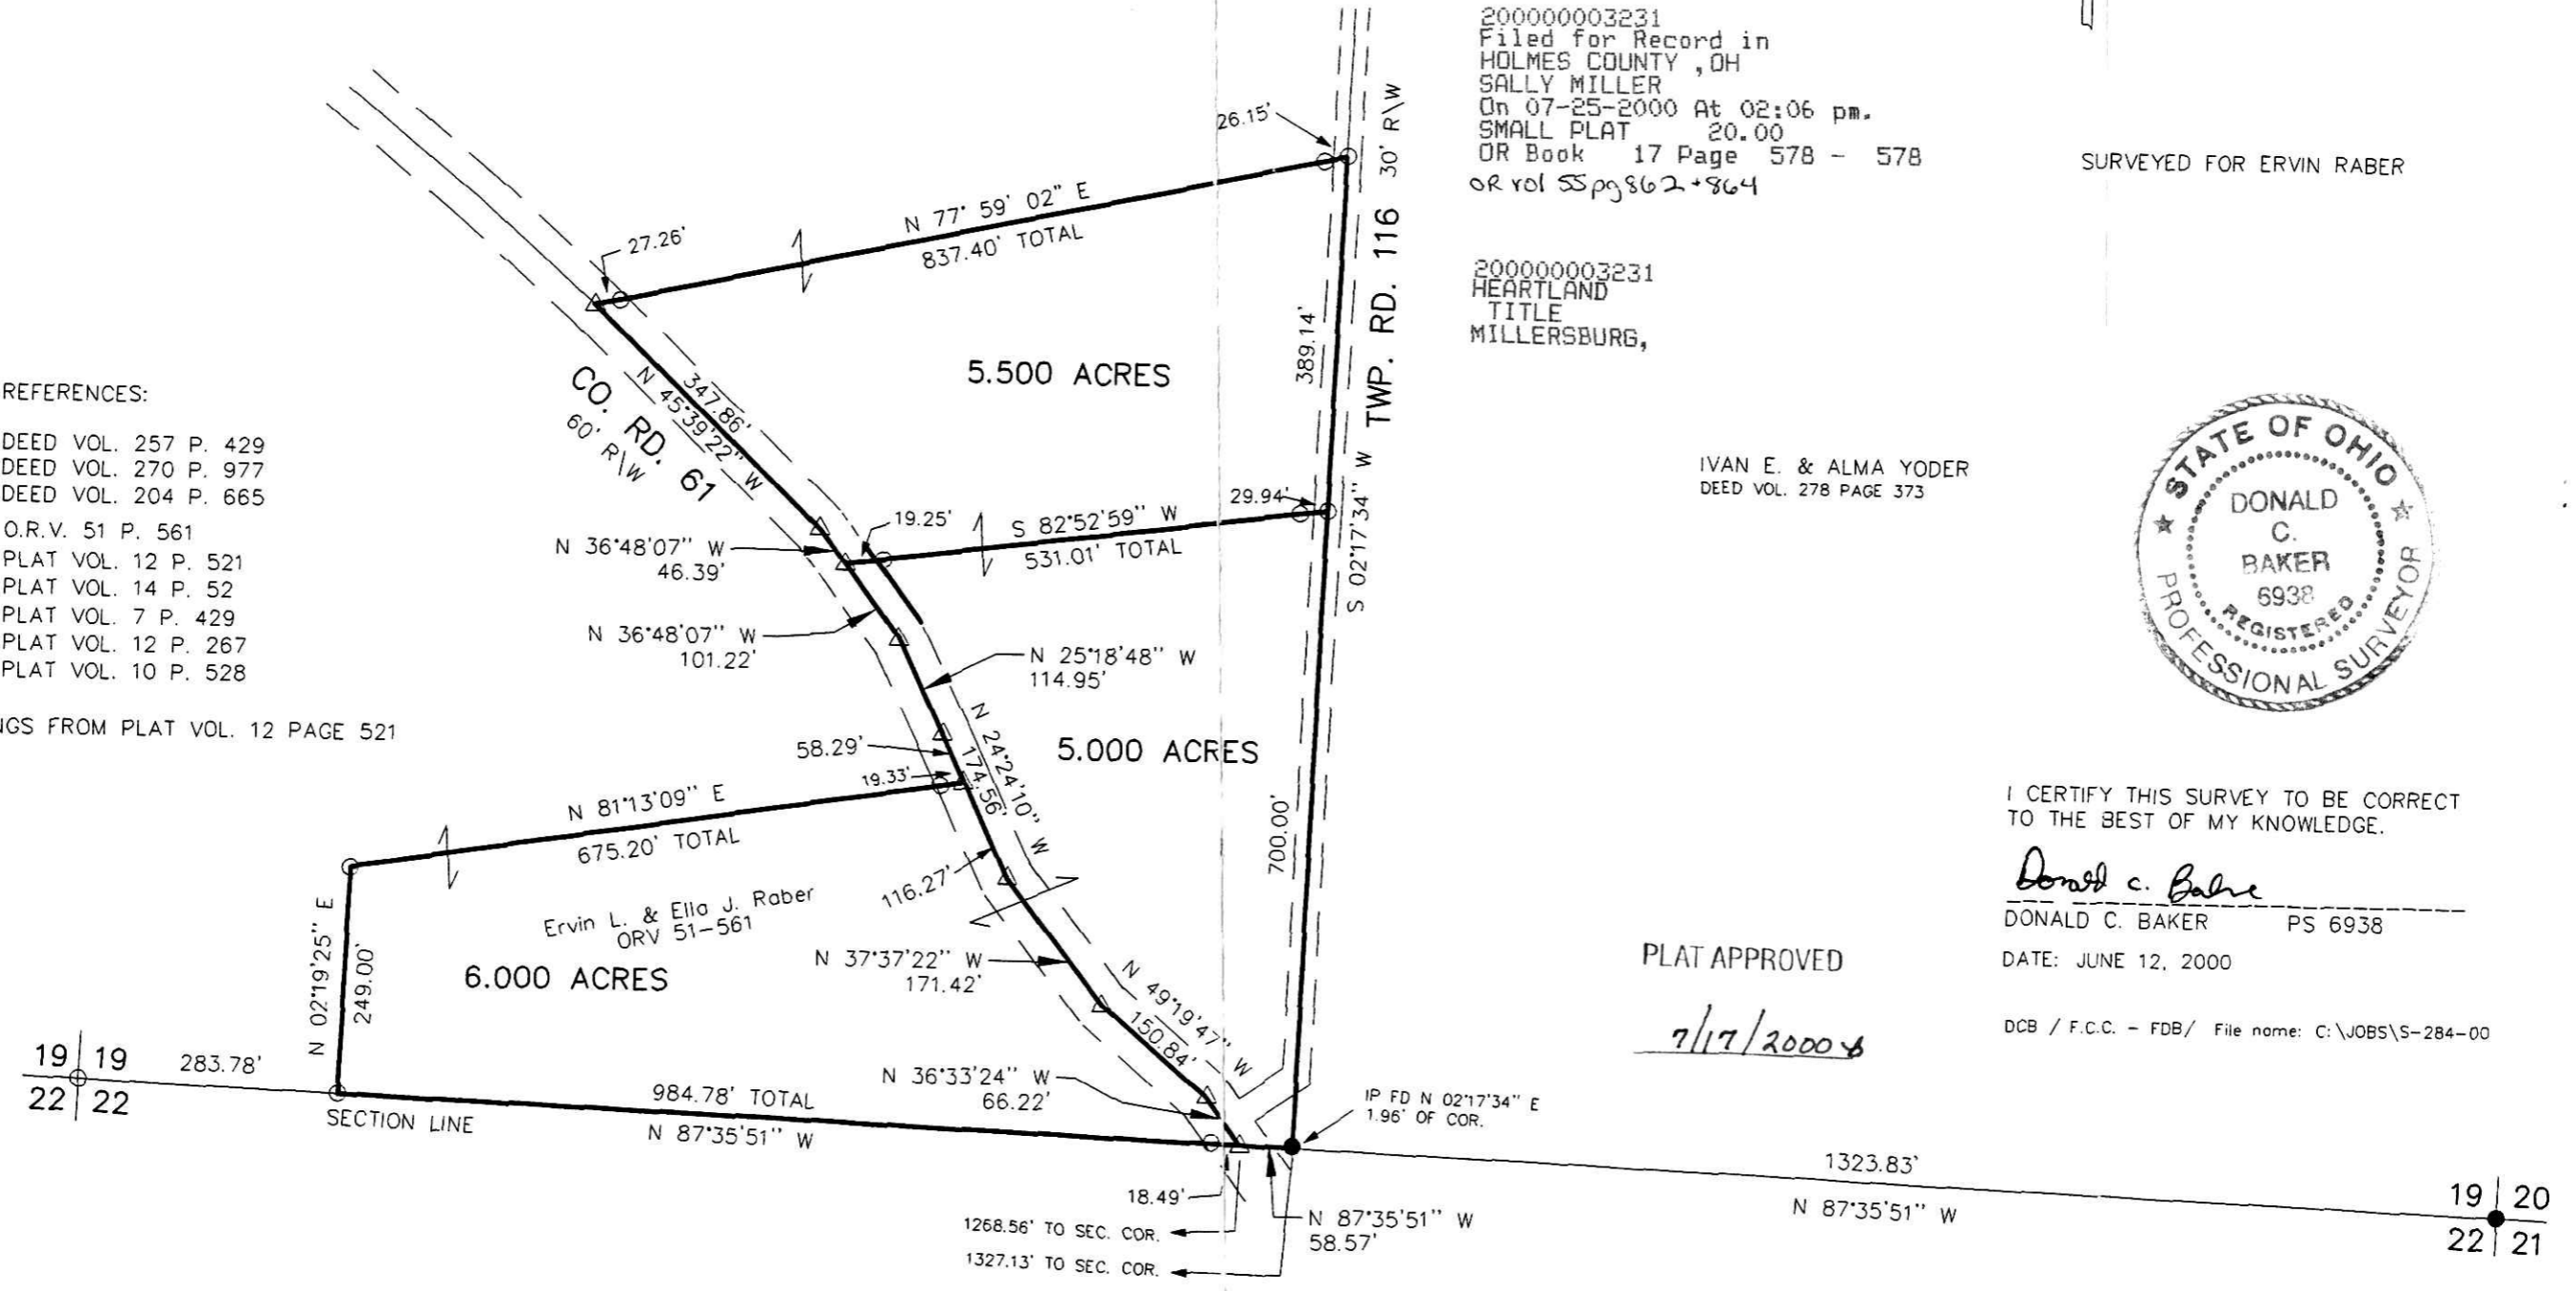 200000003231
Filed for Record in
HOLMES COUNTY ,OH
SALLY MILLER
On 07-25-2000 At 02:06 pm.
SMALL PLAT 20.00
OR Book 17 Page 578 - 578
OR vol 55 pg 862 + 864
200000003231
HEARTLAND
TITLE
MILLERSBURG,
SURVEYED FOR ERVIN RABER
REFERENCES:
DEED VOL. 257 P. 429
DEED VOL. 270 P. 977
DEED VOL. 204 P. 665
O.R.V. 51 P. 561
PLAT VOL. 12 P. 521
PLAT VOL. 14 P. 52
PLAT VOL. 7 P. 429
PLAT VOL. 12 P. 267
PLAT VOL. 10 P. 528
NGS FROM PLAT VOL. 12 PAGE 521
26.15'
30' R\W
TWP. RD. 116
N 77° 59' 02" E
837.40' TOTAL
27.26'
389.14'
5.500 ACRES
CO. RD. 61
60' R\W
347.86'
N 45°39'22" W
S 02°17'34" W
29.94'
19.25'
S 82°52'59" W
531.01' TOTAL
N 36°48'07" W
46.39'
N 36°48'07" W
101.22'
N 25°18'48" W
114.95'
N 24°24'10" W
174.56'
58.29'
19.33'
5.000 ACRES
700.00'
N 81°13'09" E
675.20' TOTAL
116.27'
Ervin L. & Ella J. Raber
ORV 51-561
6.000 ACRES
N 02°19'25" E
249.00'
N 37°37'22" W
171.42'
N 49°19'47" W
150.84'
N 36°33'24" W
66.22'
19 19
22 22
283.78'
SECTION LINE
984.78' TOTAL
N 87°35'51" W
18.49'
1268.56' TO SEC. COR.
1327.13' TO SEC. COR.
N 87°35'51" W
58.57'
IP FD N 02°17'34" E
1.96' OF COR.
1323.83'
N 87°35'51" W
19 20
22 21
IVAN E. & ALMA YODER
DEED VOL. 278 PAGE 373
STATE OF OHIO
DONALD
C.
BAKER
6938
REGISTERED
PROFESSIONAL SURVEYOR
I CERTIFY THIS SURVEY TO BE CORRECT
TO THE BEST OF MY KNOWLEDGE.
Donald C. Baker
DONALD C. BAKER PS 6938
DATE: JUNE 12, 2000
DCB / F.C.C. - FDB/ File name: C:\JOBS\S-284-00
PLAT APPROVED
7/17/2000